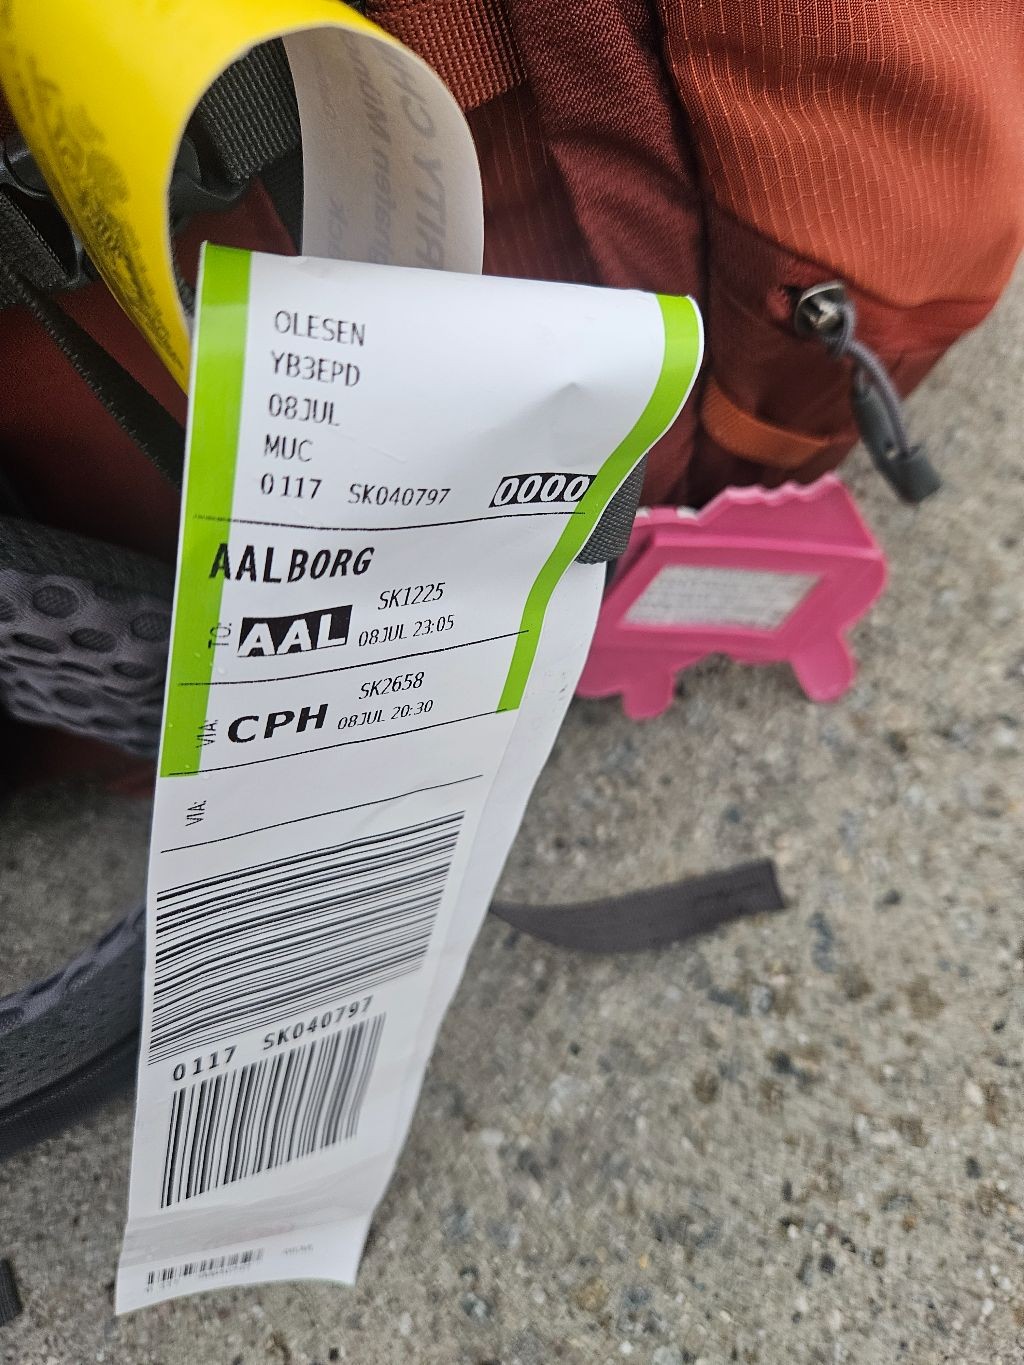 OLESEN
YB3EPD
08JUL
MUC
0117 SK040797 0000
AALBORG
SK1225
TO: AAL 08JUL 23:05
SK2658
VIA: CPH 08JUL 20:30
VIA:
0117 SK040797